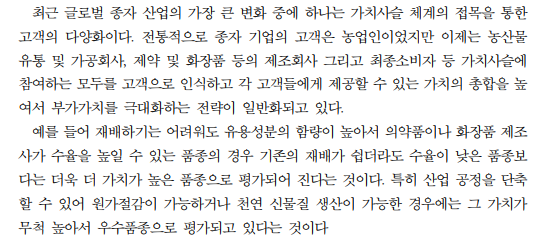 최근 글로벌 종자 산업의 가장 큰 변화 중에 하나는 가치사슬 체계의 접목을 통한
고객의 다양화이다. 전통적으로 종자 기업의 고객은 농업인이었지만 이제는 농산물
유통 및 가공회사, 제약 및 화장품 등의 제조회사 그리고 최종소비자 등 가치사슬에
참여하는 모두를 고객으로 인식하고 각 고객들에게 제공할 수 있는 가치의 총합을 높
여서 부가가치를 극대화하는 전략이 일반화되고 있다.
예를 들어 재배하기는 어려워도 유용성분의 함량이 높아서 의약품이나 화장품 제조
사가 수율을 높일 수 있는 품종의 경우 기존의 재배가 쉽더라도 수율이 낮은 품종보
다는 더욱 더 가치가 높은 품종으로 평가되어 진다는 것이다. 특히 산업 공정을 단축
할 수 있어 원가절감이 가능하거나 천연 신물질 생산이 가능한 경우에는 그 가치가
무척 높아서 우수품종으로 평가되고 있다는 것이다